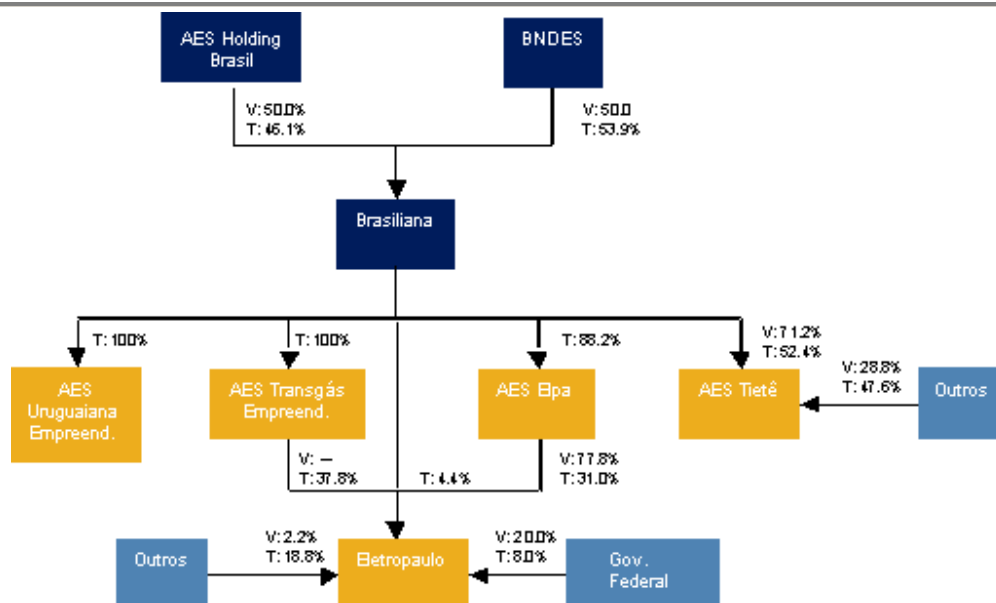 AES Holding
Brasil
BNDES
V:50.0%
T:46.1%
V:50.0
T:53.9%
Brasiliana
T:100%
T:100%
T:88.2%
V:71.2%
T:52.4%
V:28.8%
T:47.6%
AES
Uruguaiana
Empreend.
AES Transgás
Empreend.
AES Elpa
AES Tietê
Outros
V: —
T:37.8%
T:4.4%
V:77.8%
T:31.0%
Outros
V:2.2%
T:18.8%
Eletropaulo
V:20.0%
T:8.0%
Gov.
Federal